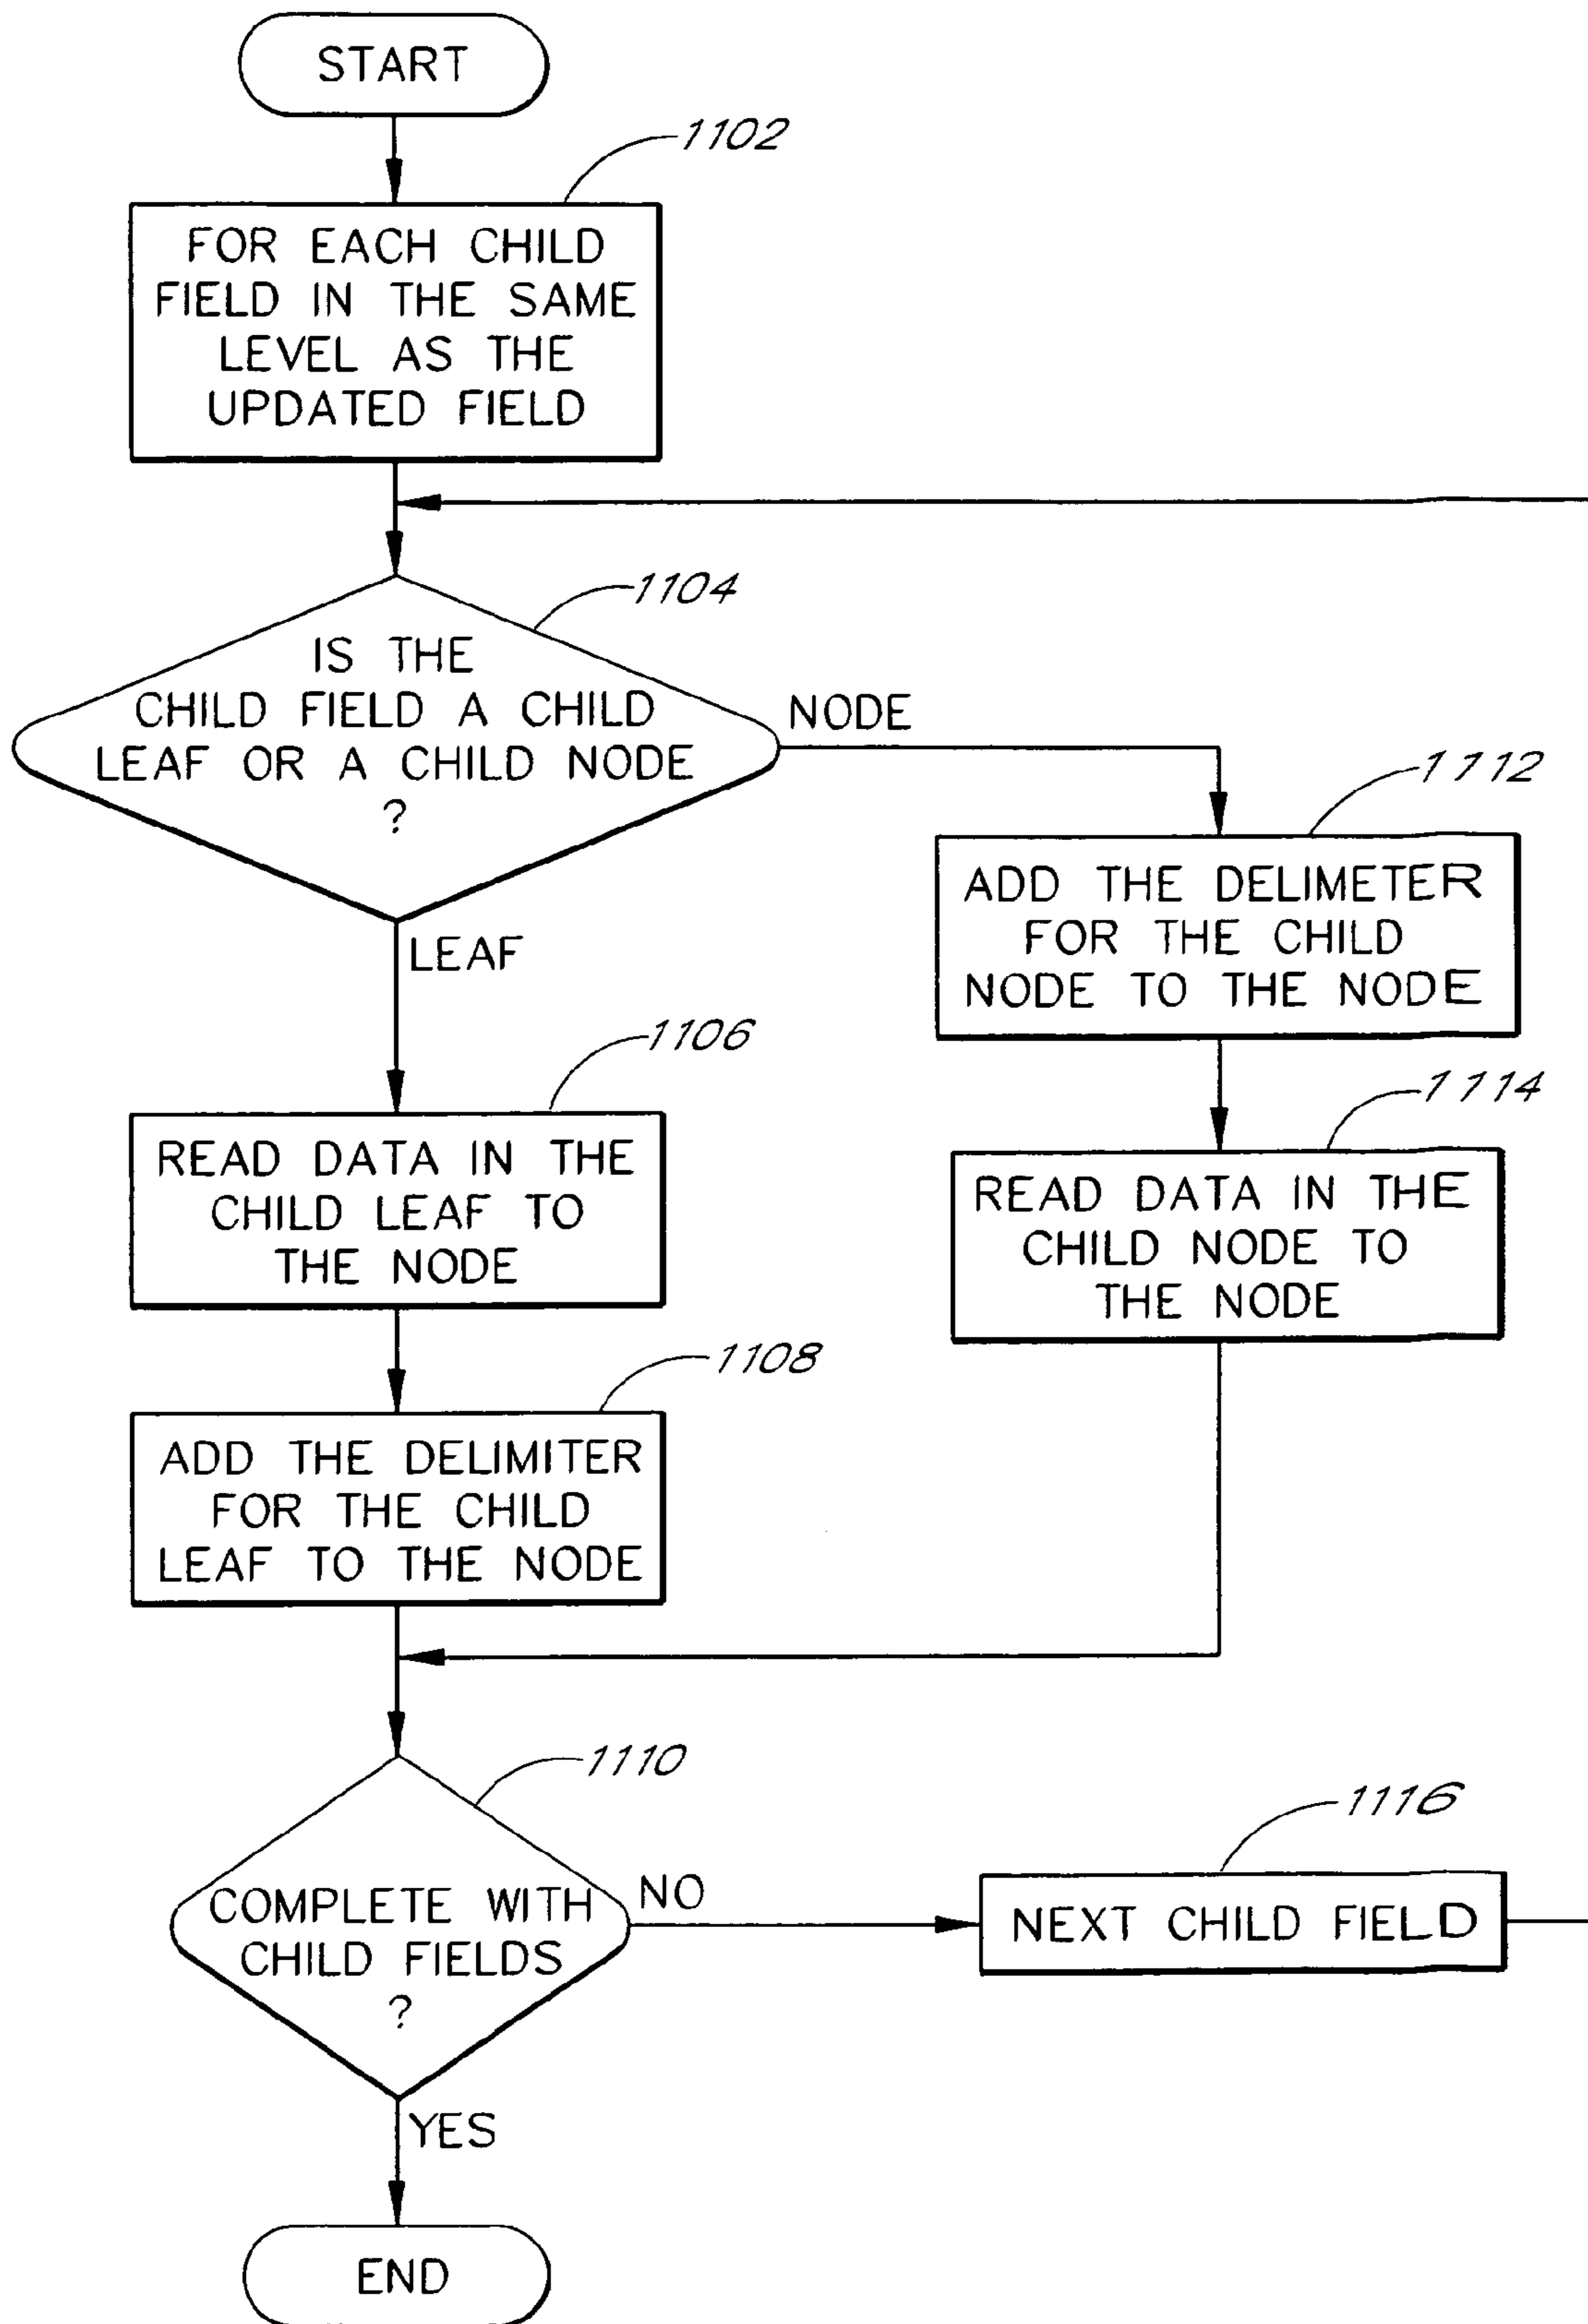 START
1102
FOR EACH CHILD
FIELD IN THE SAME
LEVEL AS THE
UPDATED FIELD
1104
IS THE
CHILD FIELD A CHILD
LEAF OR A CHILD NODE
?
NODE
LEAF
1112
ADD THE DELIMETER
FOR THE CHILD
NODE TO THE NODE
1106
READ DATA IN THE
CHILD LEAF TO
THE NODE
1114
READ DATA IN THE
CHILD NODE TO
THE NODE
1108
ADD THE DELIMITER
FOR THE CHILD
LEAF TO THE NODE
1110
COMPLETE WITH
CHILD FIELDS
?
NO
1116
NEXT CHILD FIELD
YES
END